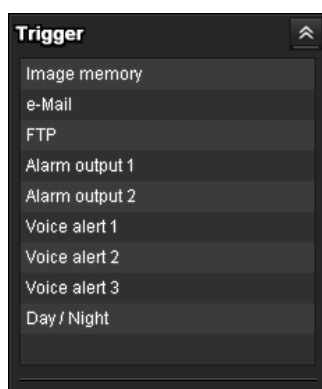 Trigger
Image memory
e-Mail
FTP
Alarm output 1
Alarm output 2
Voice alert 1
Voice alert 2
Voice alert 3
Day / Night